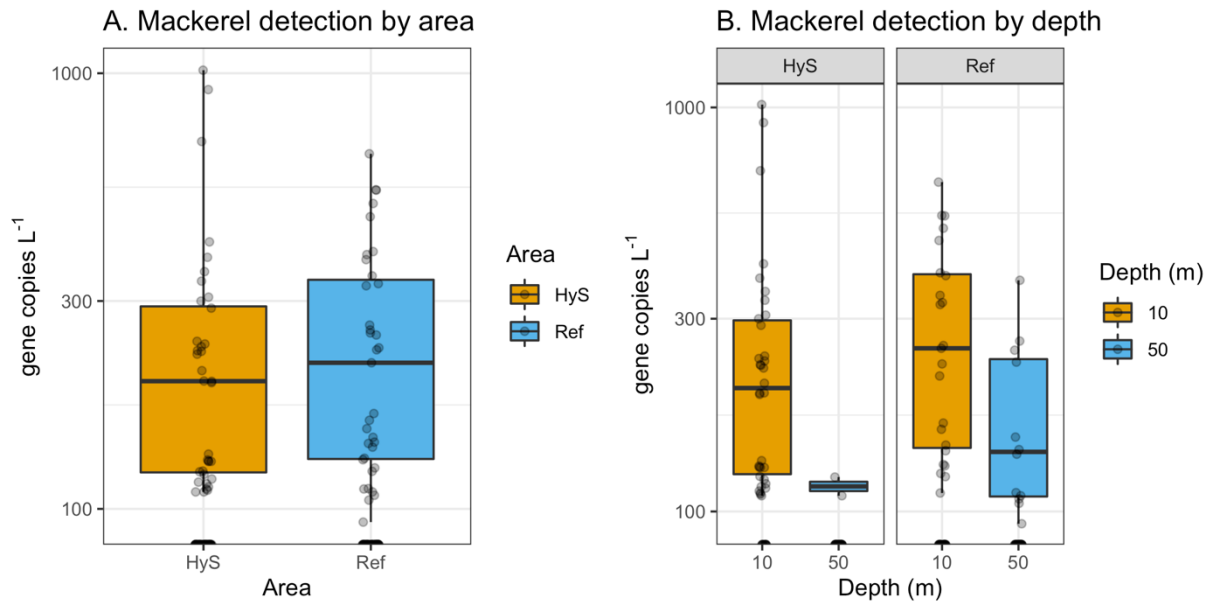 A. Mackerel detection by area
1000
300
100
gene copies L⁻¹
HyS
Ref
Area
Area
HyS
Ref
B. Mackerel detection by depth
HyS
Ref
1000
300
100
gene copies L⁻¹
10
50
10
50
Depth (m)
Depth (m)
10
50